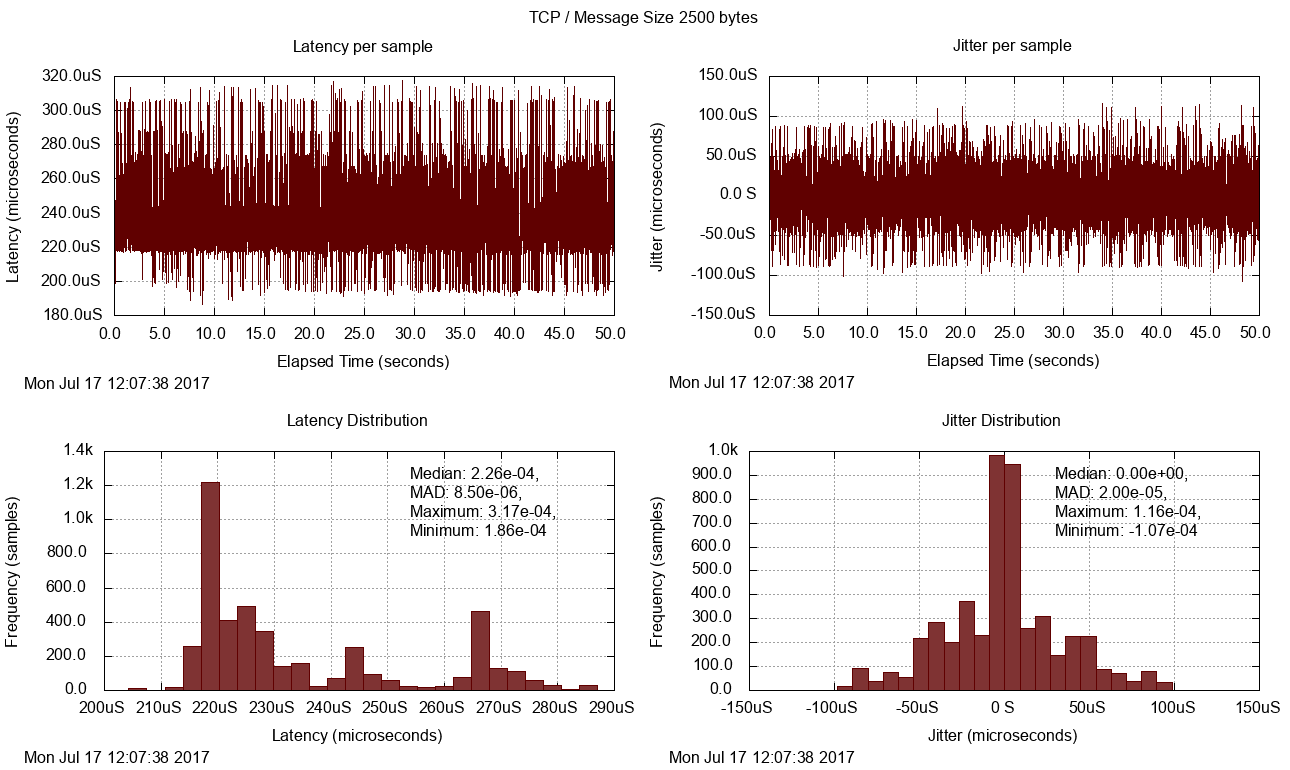 TCP / Message Size 2500 bytes
Latency per sample
320.0uS
300.0uS
280.0uS
260.0uS
240.0uS
220.0uS
200.0uS
180.0uS
Latency (microseconds)
0.0 5.0 10.0 15.0 20.0 25.0 30.0 35.0 40.0 45.0 50.0
Elapsed Time (seconds)
Mon Jul 17 12:07:38 2017
Jitter per sample
150.0uS
100.0uS
50.0uS
0.0 S
-50.0uS
-100.0uS
-150.0uS
Jitter (microseconds)
0.0 5.0 10.0 15.0 20.0 25.0 30.0 35.0 40.0 45.0 50.0
Elapsed Time (seconds)
Mon Jul 17 12:07:38 2017
Latency Distribution
1.4k
1.2k
1.0k
800.0
600.0
400.0
200.0
0.0
Frequency (samples)
Median: 2.26e-04,
MAD: 8.50e-06,
Maximum: 3.17e-04,
Minimum: 1.86e-04
200uS 210uS 220uS 230uS 240uS 250uS 260uS 270uS 280uS 290uS
Latency (microseconds)
Mon Jul 17 12:07:38 2017
Jitter Distribution
1.0k
900.0
800.0
700.0
600.0
500.0
400.0
300.0
200.0
100.0
0.0
Frequency (samples)
Median: 0.00e+00,
MAD: 2.00e-05,
Maximum: 1.16e-04,
Minimum: -1.07e-04
-150uS -100uS -50uS 0 S 50uS 100uS 150uS
Jitter (microseconds)
Mon Jul 17 12:07:38 2017